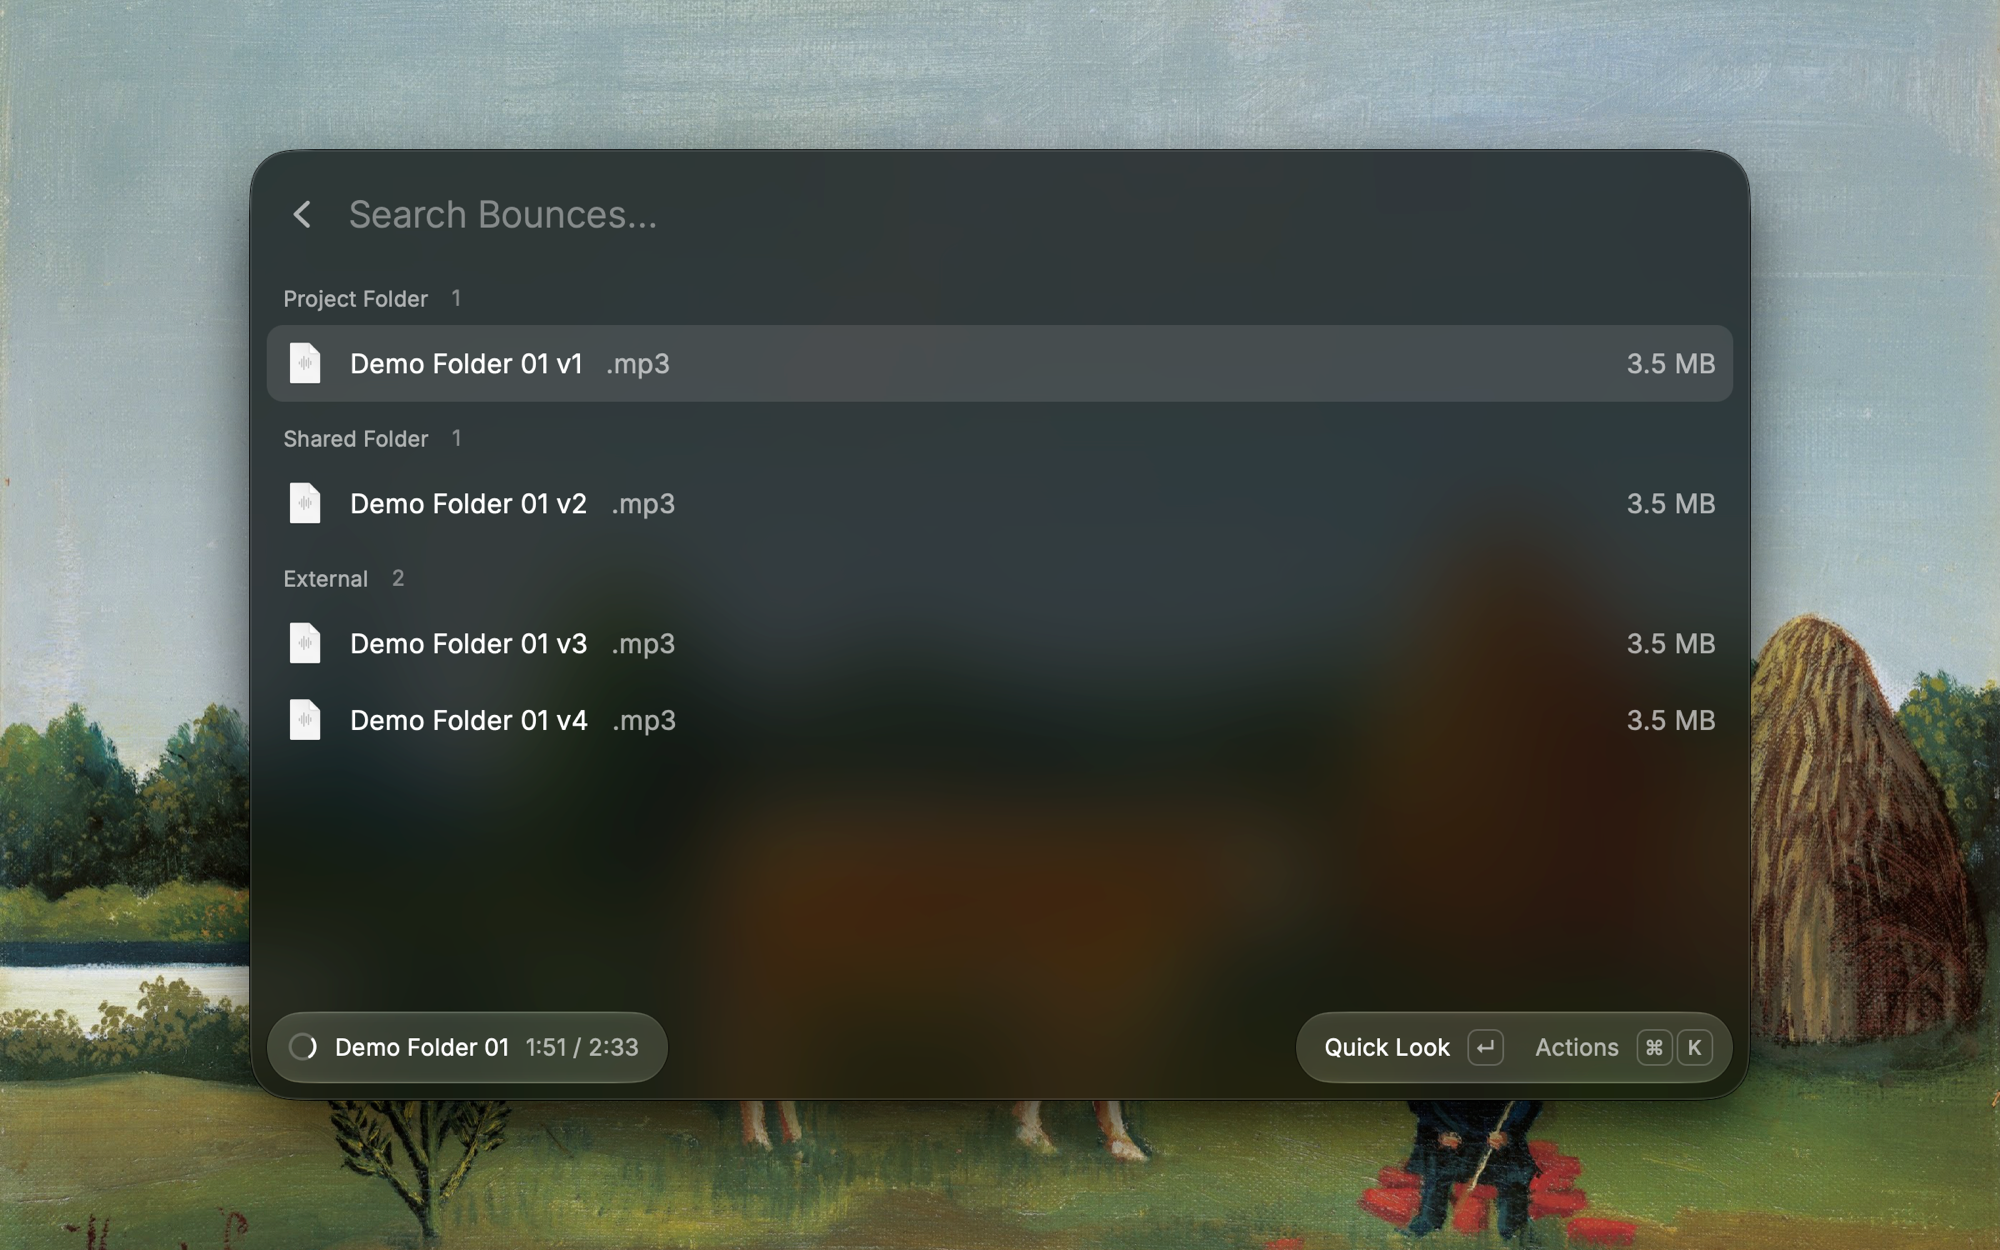 Search Bounces...
Project Folder 1
Demo Folder 01 v1 .mp3 3.5 MB
Shared Folder 1
Demo Folder 01 v2 .mp3 3.5 MB
External 2
Demo Folder 01 v3 .mp3 3.5 MB
Demo Folder 01 v4 .mp3 3.5 MB
Demo Folder 01 1:51 / 2:33
Quick Look ↵ Actions ⌘ K